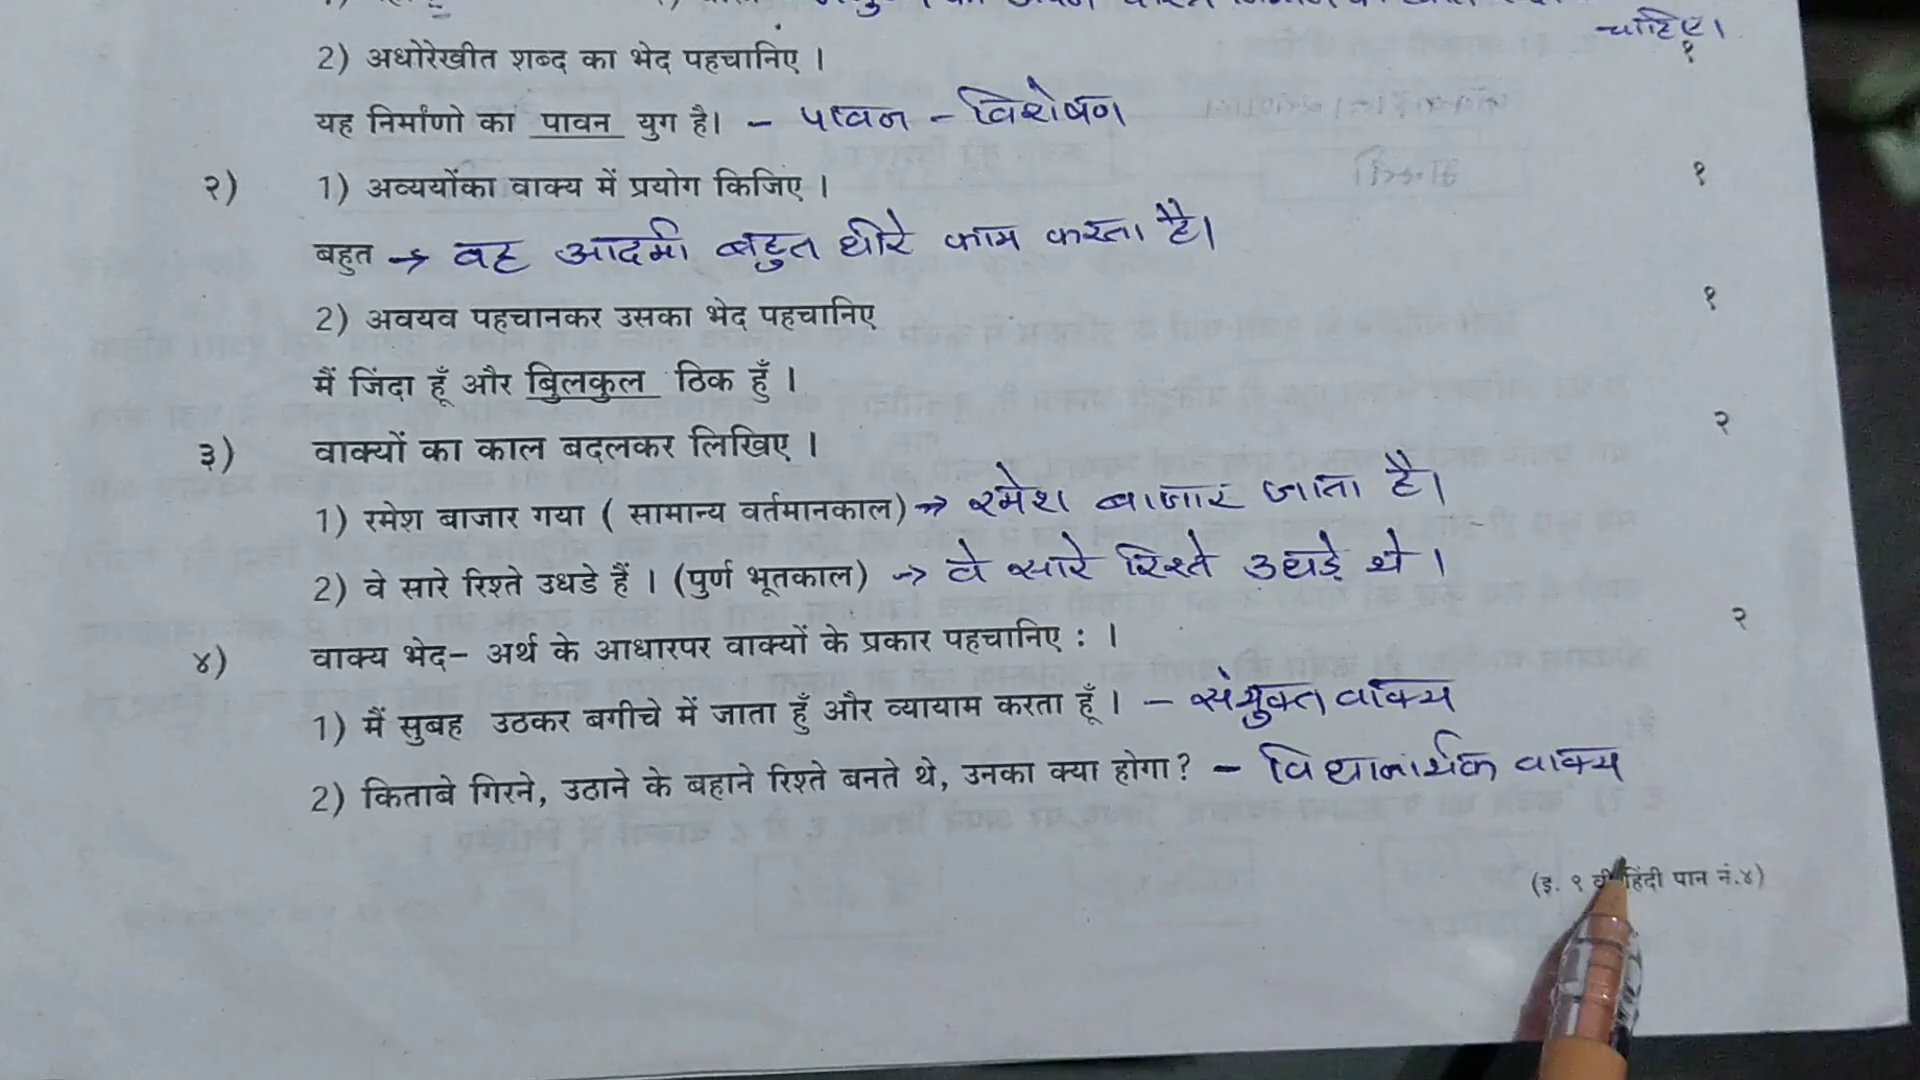 चाहिए।
2) अधोरेखीत शब्द का भेद पहचानिए । १
यह निर्माणो का पावन युग है। – पावन – विशेषण
२) 1) अव्ययोंका वाक्य में प्रयोग किजिए । १
बहुत → वह आदमी बहुत धीरे काम करता है।
2) अवयव पहचानकर उसका भेद पहचानिए १
मैं जिंदा हूँ और बिुलकुल ठिक हुँ ।
३) वाक्यों का काल बदलकर लिखिए । २
1) रमेश बाजार गया ( सामान्य वर्तमानकाल) → रमेश बाजार जाता है।
2) वे सारे रिश्ते उधडे हैं । (पुर्ण भूतकाल) → वे सारे रिश्ते उधड़े थे ।
४) वाक्य भेद– अर्थ के आधारपर वाक्यों के प्रकार पहचानिए : । २
1) मैं सुबह उठकर बगीचे में जाता हुँ और व्यायाम करता हूँ । – संयुक्त वाक्य
2) किताबे गिरने, उठाने के बहाने रिश्ते बनते थे, उनका क्या होगा? – विधानार्थक वाक्य
(इ. ९ वी हिंदी पान नं.४)